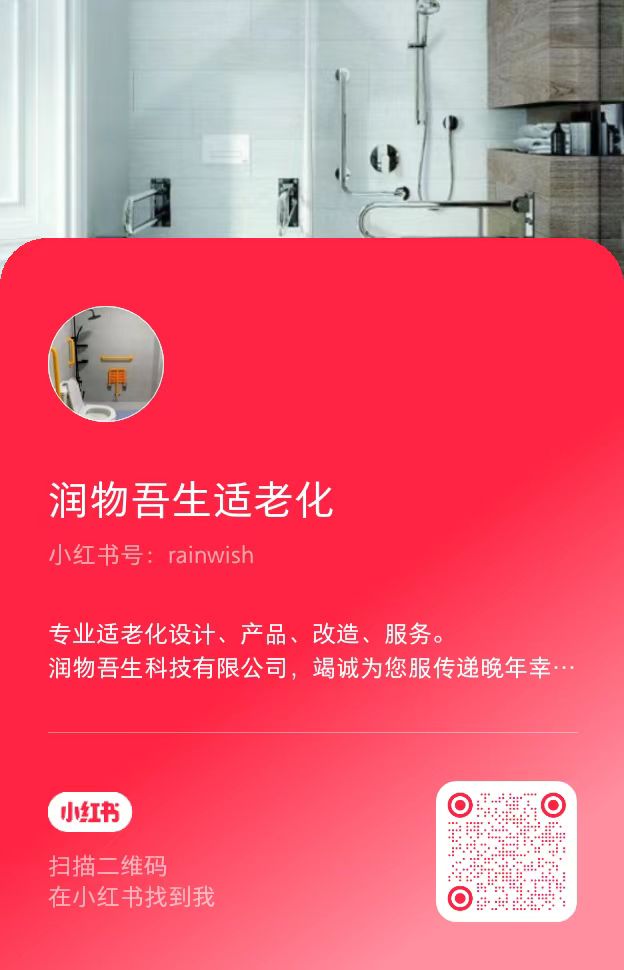 润物吾生适老化
小红书号：rainwish
专业适老化设计、产品、改造、服务。
润物吾生科技有限公司，竭诚为您服传递晚年幸…
小红书
扫描二维码
在小红书找到我